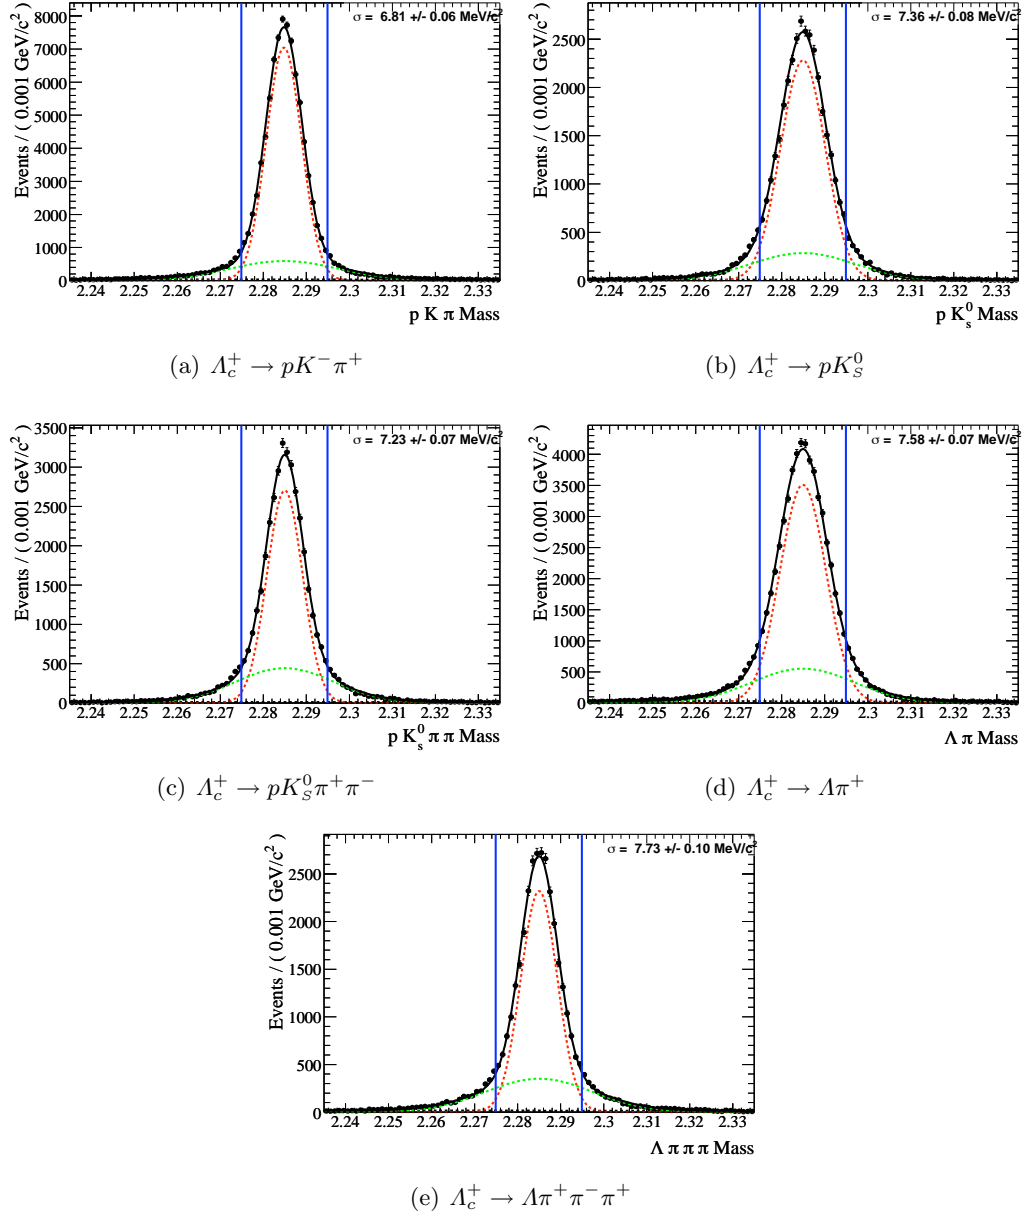 σ = 6.81 +/- 0.06 MeV/c²
Events / ( 0.001 GeV/c² )
8000
7000
6000
5000
4000
3000
2000
1000
0
2.24 2.25 2.26 2.27 2.28 2.29 2.3 2.31 2.32 2.33
p K π Mass
(a) Λc+ → pK−π+
σ = 7.36 +/- 0.08 MeV/c²
Events / ( 0.001 GeV/c² )
2500
2000
1500
1000
500
0
2.24 2.25 2.26 2.27 2.28 2.29 2.3 2.31 2.32 2.33
p K_s^0 Mass
(b) Λc+ → pK_S^0
σ = 7.23 +/- 0.07 MeV/c²
Events / ( 0.001 GeV/c² )
3500
3000
2500
2000
1500
1000
500
0
2.24 2.25 2.26 2.27 2.28 2.29 2.3 2.31 2.32 2.33
p K_s^0 π π Mass
(c) Λc+ → pK_S^0π+π−
σ = 7.58 +/- 0.07 MeV/c²
Events / ( 0.001 GeV/c² )
4000
3500
3000
2500
2000
1500
1000
500
0
2.24 2.25 2.26 2.27 2.28 2.29 2.3 2.31 2.32 2.33
Λ π Mass
(d) Λc+ → Λπ+
σ = 7.73 +/- 0.10 MeV/c²
Events / ( 0.001 GeV/c² )
2500
2000
1500
1000
500
0
2.24 2.25 2.26 2.27 2.28 2.29 2.3 2.31 2.32 2.33
Λ π π π Mass
(e) Λc+ → Λπ+π−π+